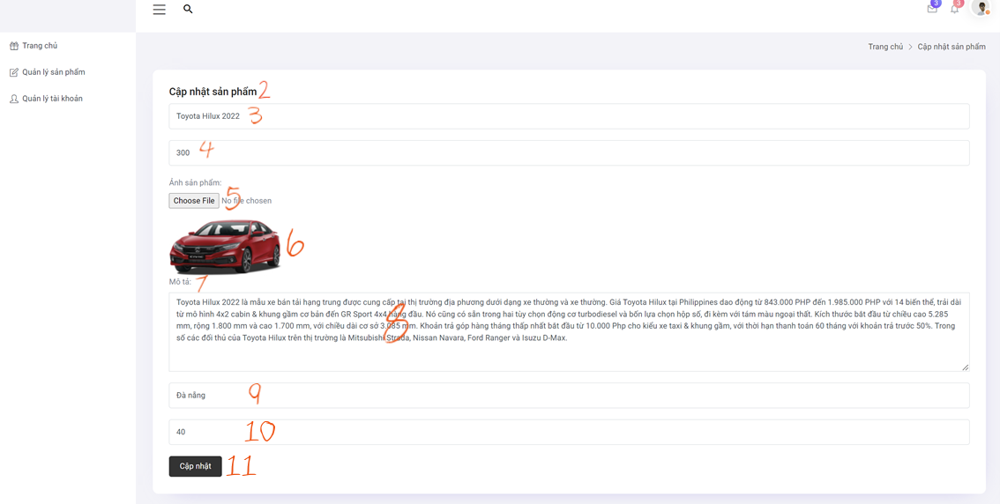 3 3
Trang chủ
Quản lý sản phẩm
Quản lý tài khoản
Trang chủ > Cập nhật sản phẩm
Cập nhật sản phẩm 2
Toyota Hilux 2022 3
300 4
Ảnh sản phẩm:
Choose File No file chosen 5
6
Mô tả: 7
Toyota Hilux 2022 là mẫu xe bán tải hạng trung được cung cấp tại thị trường địa phương dưới dạng xe thường và xe thường. Giá Toyota Hilux tại Philippines dao động từ 843.000 PHP đến 1.985.000 PHP với 14 biến thể, trải dài
từ mô hình 4x2 cabin & khung gầm cơ bản đến GR Sport 4x4 hàng đầu. Nó cũng có sẵn trong hai tùy chọn động cơ turbodiesel và bốn lựa chọn hộp số, đi kèm với tám màu ngoại thất. Kích thước bắt đầu từ chiều cao 5.285
mm, rộng 1.800 mm và cao 1.700 mm, với chiều dài cơ sở 3.085 mm. Khoản trả góp hàng tháng thấp nhất bắt đầu từ 10.000 Php cho kiểu xe taxi & khung gầm, với thời hạn thanh toán 60 tháng với khoản trả trước 50%. Trong
số các đối thủ của Toyota Hilux trên thị trường là Mitsubishi Strada, Nissan Navara, Ford Ranger và Isuzu D-Max.
8
Đà nẵng 9
40 10
Cập nhật 11